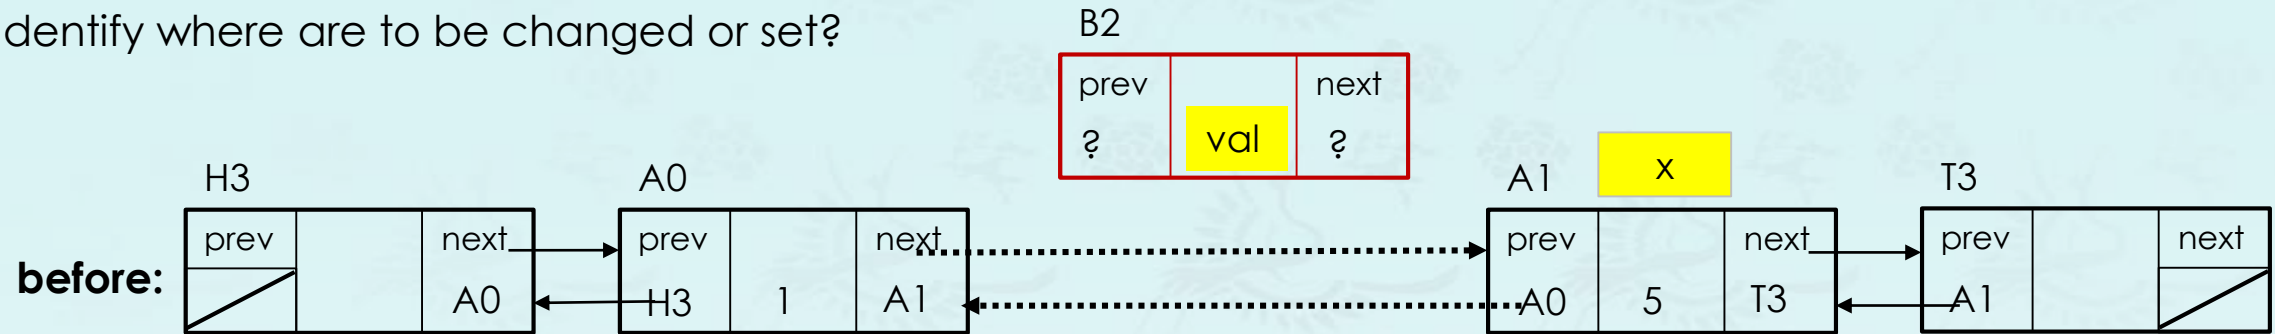 dentify where are to be changed or set?
B2
prev next
? val ?
H3 A0 A1 x T3
prev next prev next prev next prev next
before: A0 H3 1 A1 A0 5 T3 A1